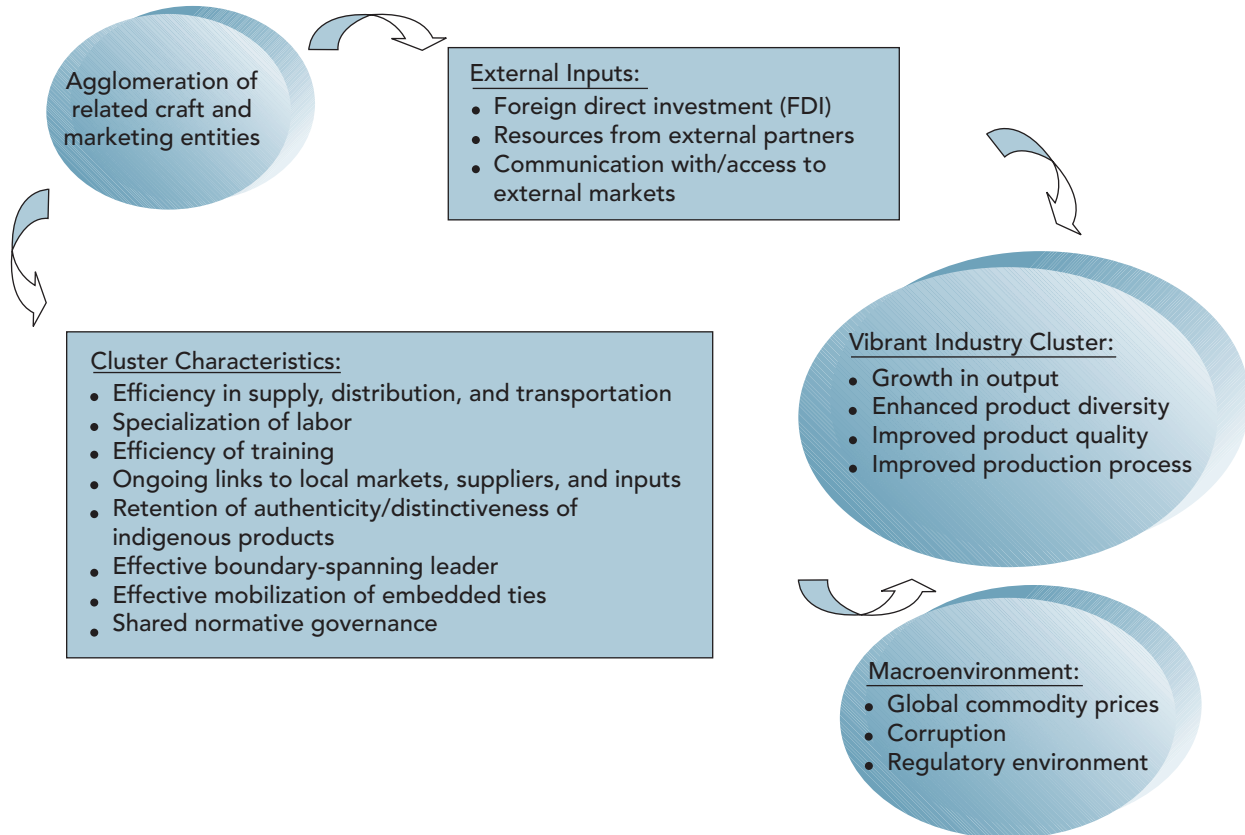 Agglomeration of
related craft and
marketing entities
External Inputs:
• Foreign direct investment (FDI)
• Resources from external partners
• Communication with/access to
external markets
Cluster Characteristics:
• Efficiency in supply, distribution, and transportation
• Specialization of labor
• Efficiency of training
• Ongoing links to local markets, suppliers, and inputs
• Retention of authenticity/distinctiveness of
indigenous products
• Effective boundary-spanning leader
• Effective mobilization of embedded ties
• Shared normative governance
Vibrant Industry Cluster:
• Growth in output
• Enhanced product diversity
• Improved product quality
• Improved production process
Macroenvironment:
• Global commodity prices
• Corruption
• Regulatory environment